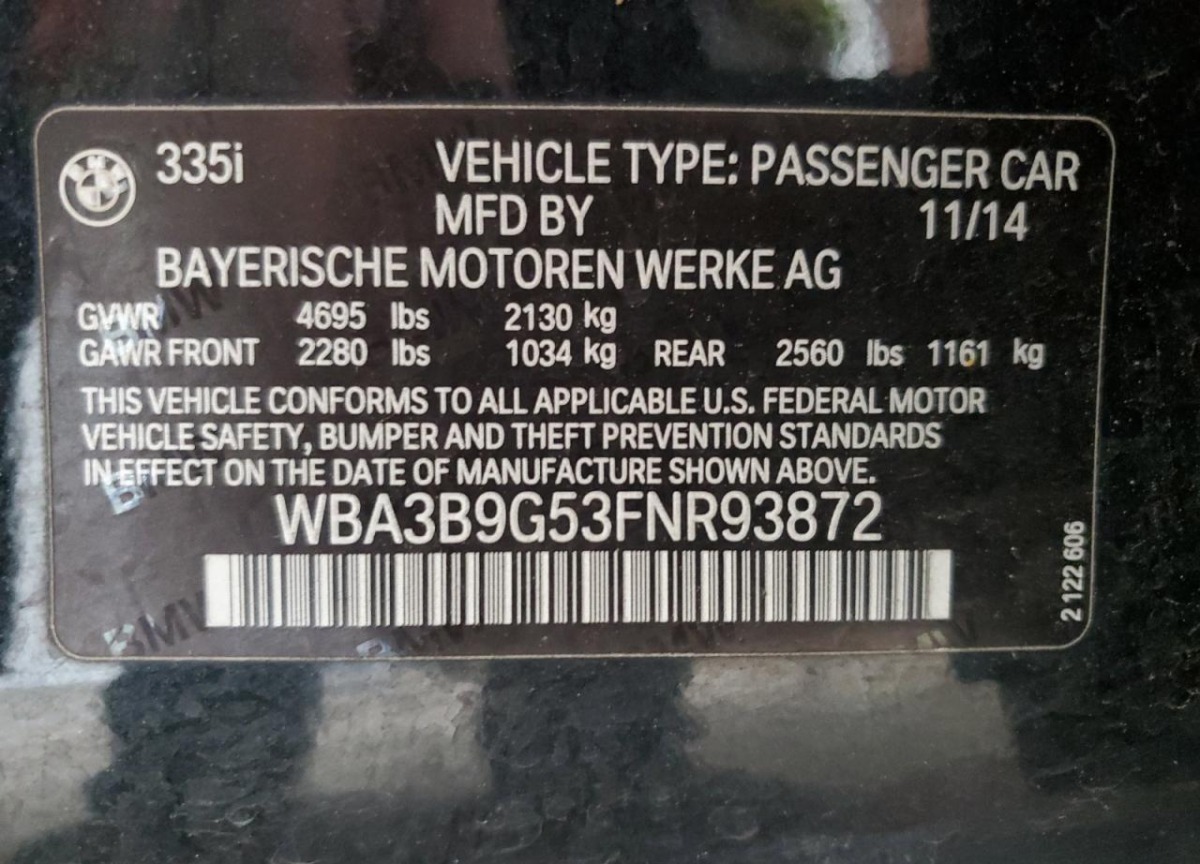 335i VEHICLE TYPE: PASSENGER CAR
MFD BY 11/14
BAYERISCHE MOTOREN WERKE AG
GVWR 4695 lbs 2130 kg
GAWR FRONT 2280 lbs 1034 kg REAR 2560 lbs 1161 kg
THIS VEHICLE CONFORMS TO ALL APPLICABLE U.S. FEDERAL MOTOR
VEHICLE SAFETY, BUMPER AND THEFT PREVENTION STANDARDS
IN EFFECT ON THE DATE OF MANUFACTURE SHOWN ABOVE.
WBA3B9G53FNR93872
2 122 606
BMW
BMW
BMW